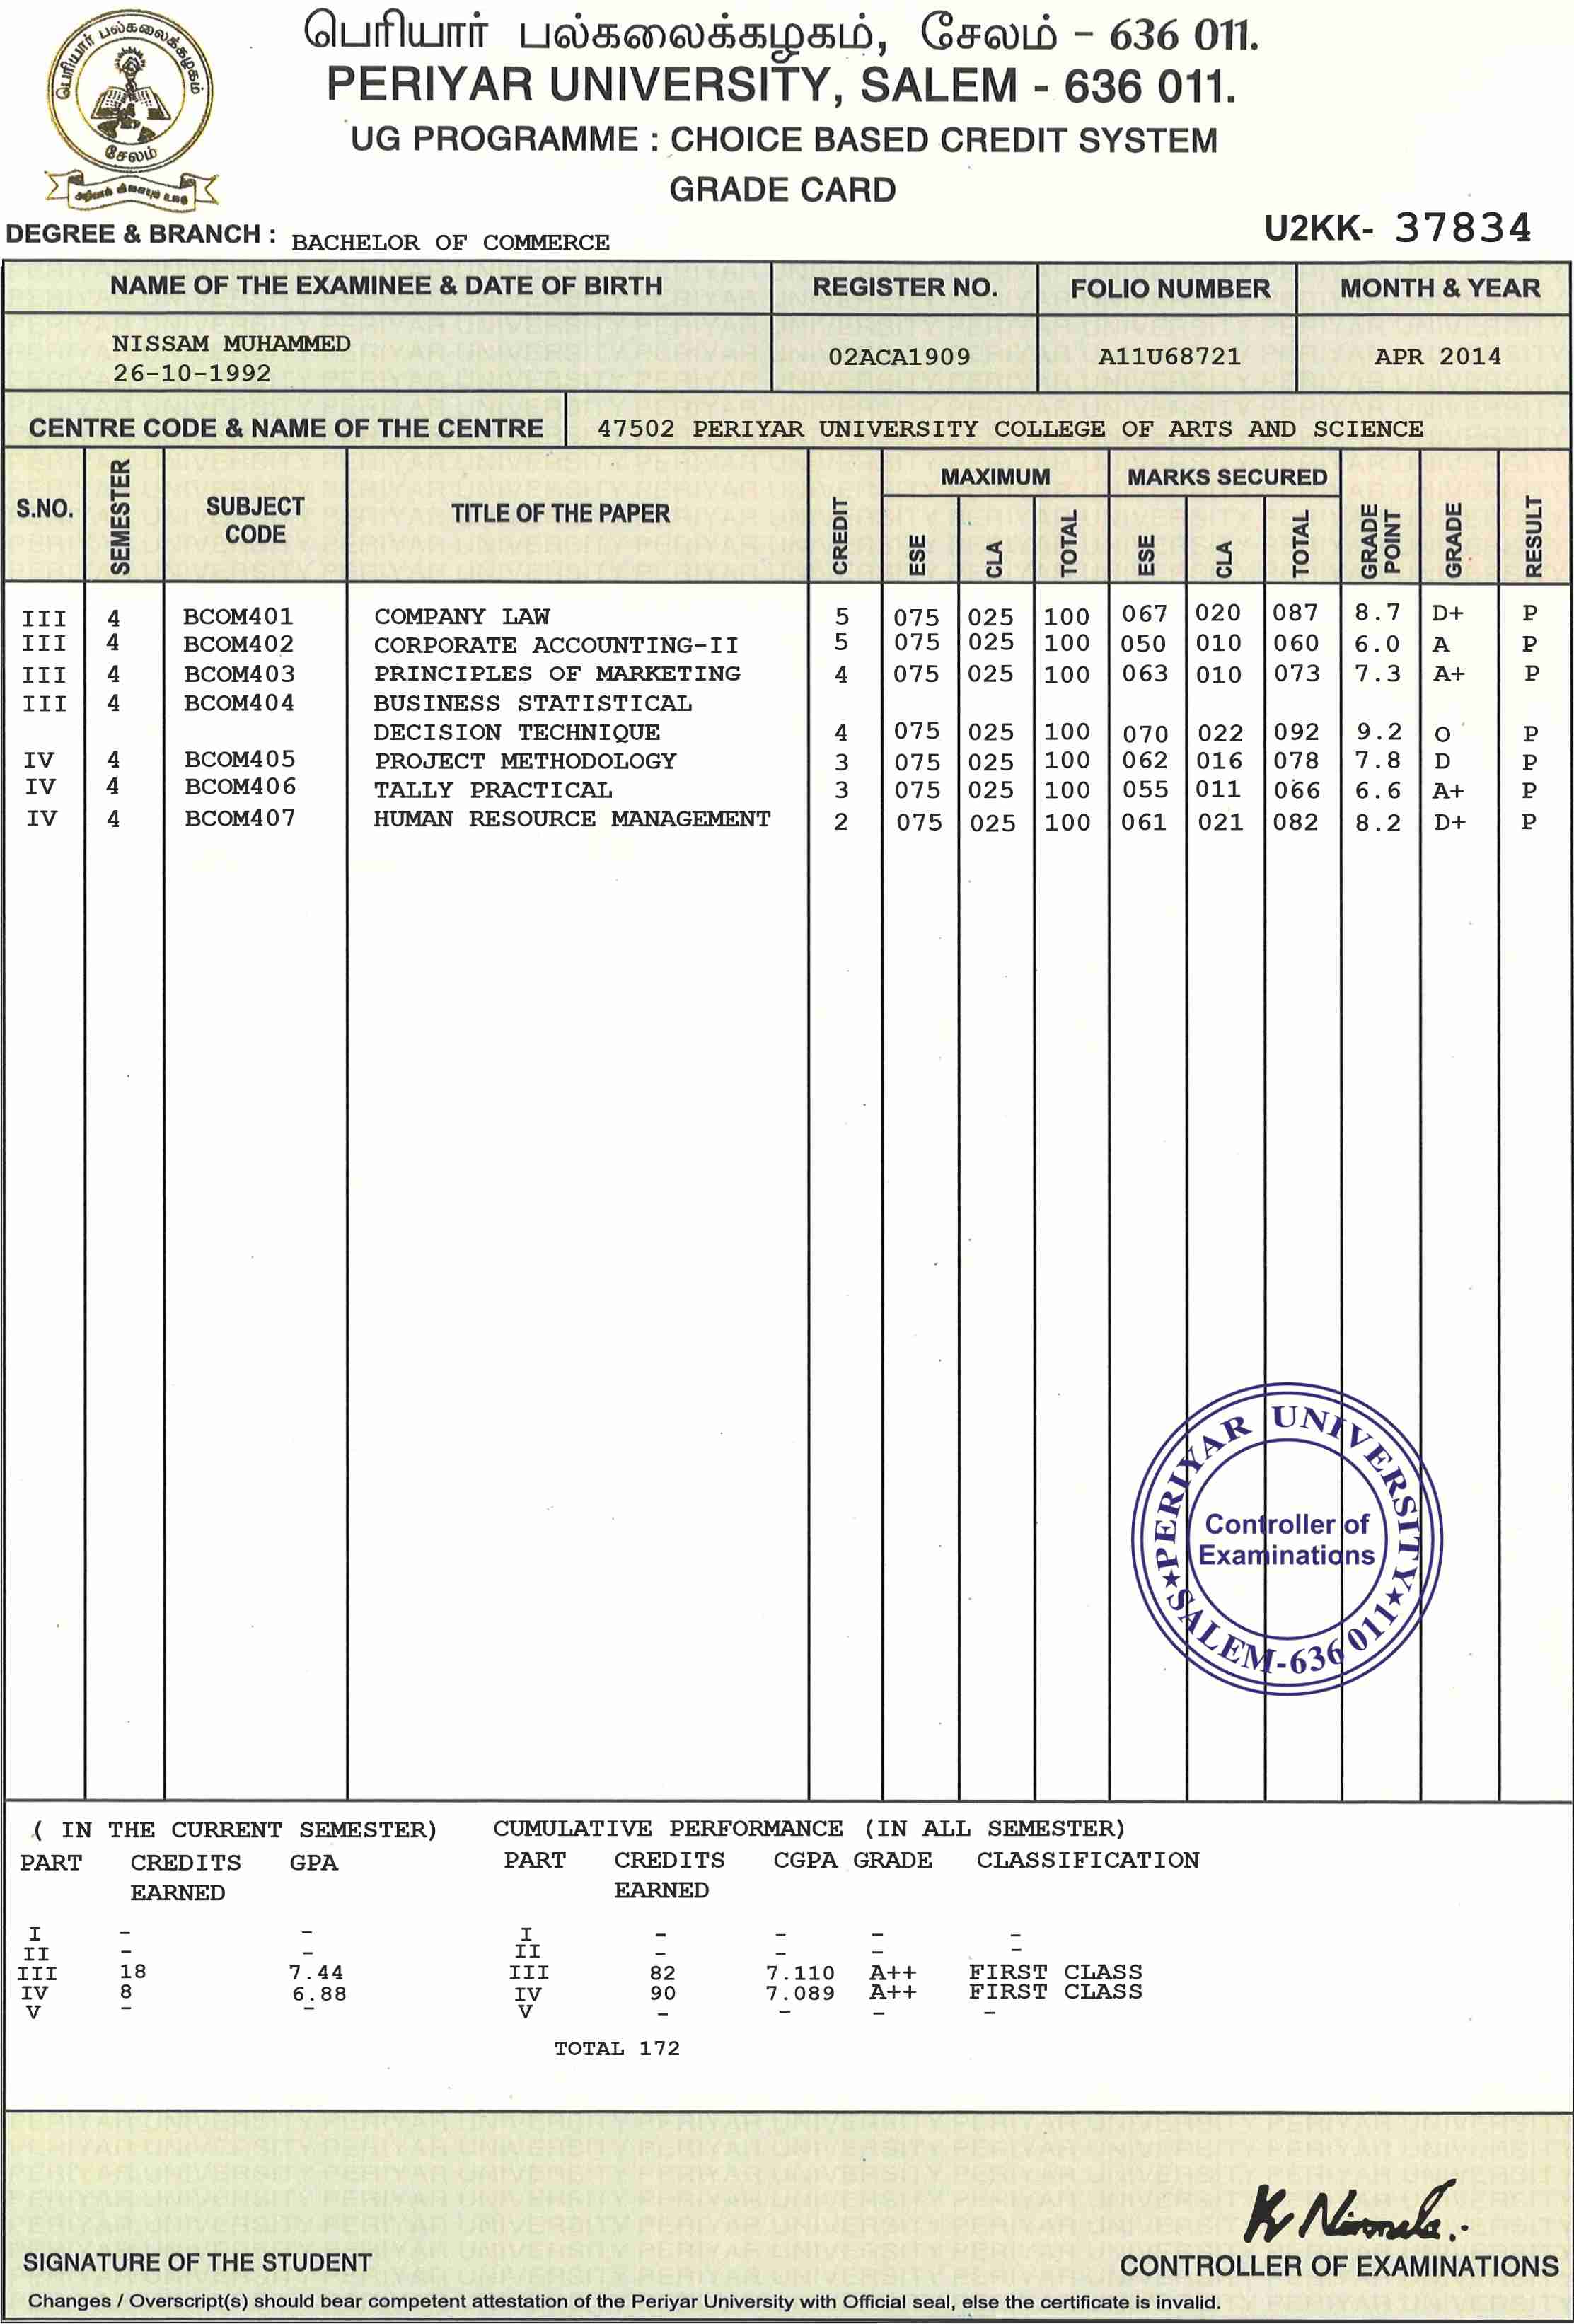 பெரியார் பல்கலைக்கழகம், சேலம் - 636 011.
PERIYAR UNIVERSITY, SALEM - 636 011.
UG PROGRAMME : CHOICE BASED CREDIT SYSTEM
GRADE CARD
பெரியார் பல்கலைக்கழகம்
சேலம்
அறிவால் விளையும் உலகு
DEGREE & BRANCH : BACHELOR OF COMMERCE
U2KK- 37834
NAME OF THE EXAMINEE & DATE OF BIRTH REGISTER NO. FOLIO NUMBER MONTH & YEAR
NISSAM MUHAMMED
26-10-1992
02ACA1909 A11U68721 APR 2014
CENTRE CODE & NAME OF THE CENTRE 47502 PERIYAR UNIVERSITY COLLEGE OF ARTS AND SCIENCE
S.NO. SEMESTER SUBJECT CODE TITLE OF THE PAPER CREDIT MAXIMUM ESE CLA TOTAL MARKS SECURED ESE CLA TOTAL GRADE POINT GRADE RESULT
III 4 BCOM401 COMPANY LAW 5 075 025 100 067 020 087 8.7 D+ P
III 4 BCOM402 CORPORATE ACCOUNTING-II 5 075 025 100 050 010 060 6.0 A P
III 4 BCOM403 PRINCIPLES OF MARKETING 4 075 025 100 063 010 073 7.3 A+ P
III 4 BCOM404 BUSINESS STATISTICAL
DECISION TECHNIQUE 4 075 025 100 070 022 092 9.2 O P
IV 4 BCOM405 PROJECT METHODOLOGY 3 075 025 100 062 016 078 7.8 D P
IV 4 BCOM406 TALLY PRACTICAL 3 075 025 100 055 011 066 6.6 A+ P
IV 4 BCOM407 HUMAN RESOURCE MANAGEMENT 2 075 025 100 061 021 082 8.2 D+ P
PERIYAR UNIVERSITY
Controller of
Examinations
★SALEM-636 011★
( IN THE CURRENT SEMESTER) CUMULATIVE PERFORMANCE (IN ALL SEMESTER)
PART CREDITS GPA PART CREDITS CGPA GRADE CLASSIFICATION
EARNED EARNED
I - - I - - - -
II - - II - - - -
III 18 7.44 III 82 7.110 A++ FIRST CLASS
IV 8 6.88 IV 90 7.089 A++ FIRST CLASS
V - - V - - - -
TOTAL 172
K Nirmala.
SIGNATURE OF THE STUDENT CONTROLLER OF EXAMINATIONS
Changes / Overscript(s) should bear competent attestation of the Periyar University with Official seal, else the certificate is invalid.